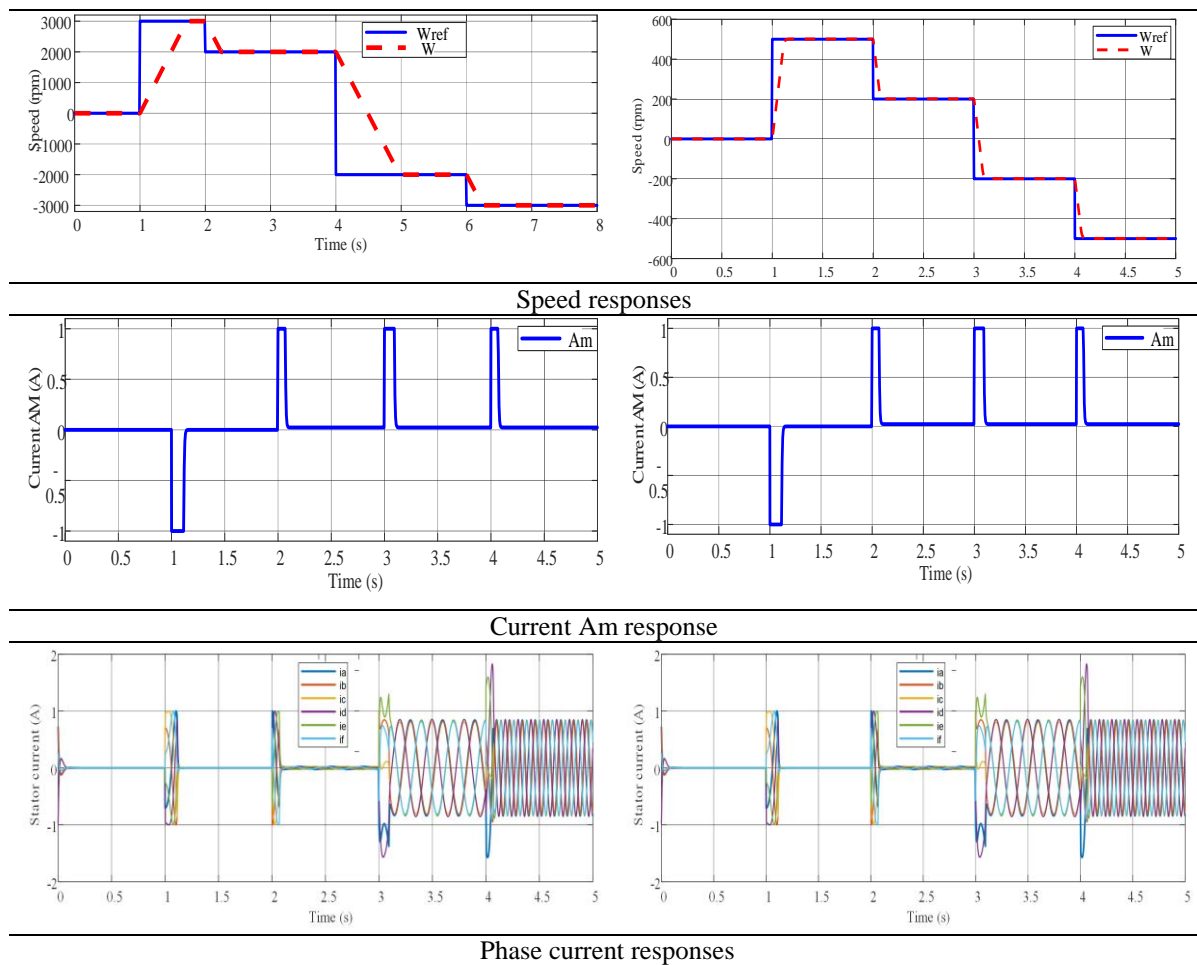 3000
2000
1000
0
1000
-2000
-3000
Speed (rpm)
Wref
W
0 1 2 3 4 5 6 7 8
Time (s)
600
400
200
0
-200
-400
-600
Speed (rpm)
Wref
W
0 0.5 1 1.5 2 2.5 3 3.5 4 4.5 5
Speed responses
1
0.5
0
-
0.5
-1
Current AM (A)
Am
0 0.5 1 1.5 2 2.5 3 3.5 4 4.5 5
Time (s)
1
0.5
0
-
0.5
-1
Current AM (A)
Am
0 0.5 1 1.5 2 2.5 3 3.5 4 4.5 5
Time (s)
Current Am response
2
1
0
-1
-2
Stator current (A)
ia
ib
ic
id
ie
if
0 0.5 1 1.5 2 2.5 3 3.5 4 4.5 5
Time (s)
2
1
0
-1
-2
Stator current (A)
ia
ib
ic
id
ie
if
0 0.5 1 1.5 2 2.5 3 3.5 4 4.5 5
Time (s)
Phase current responses